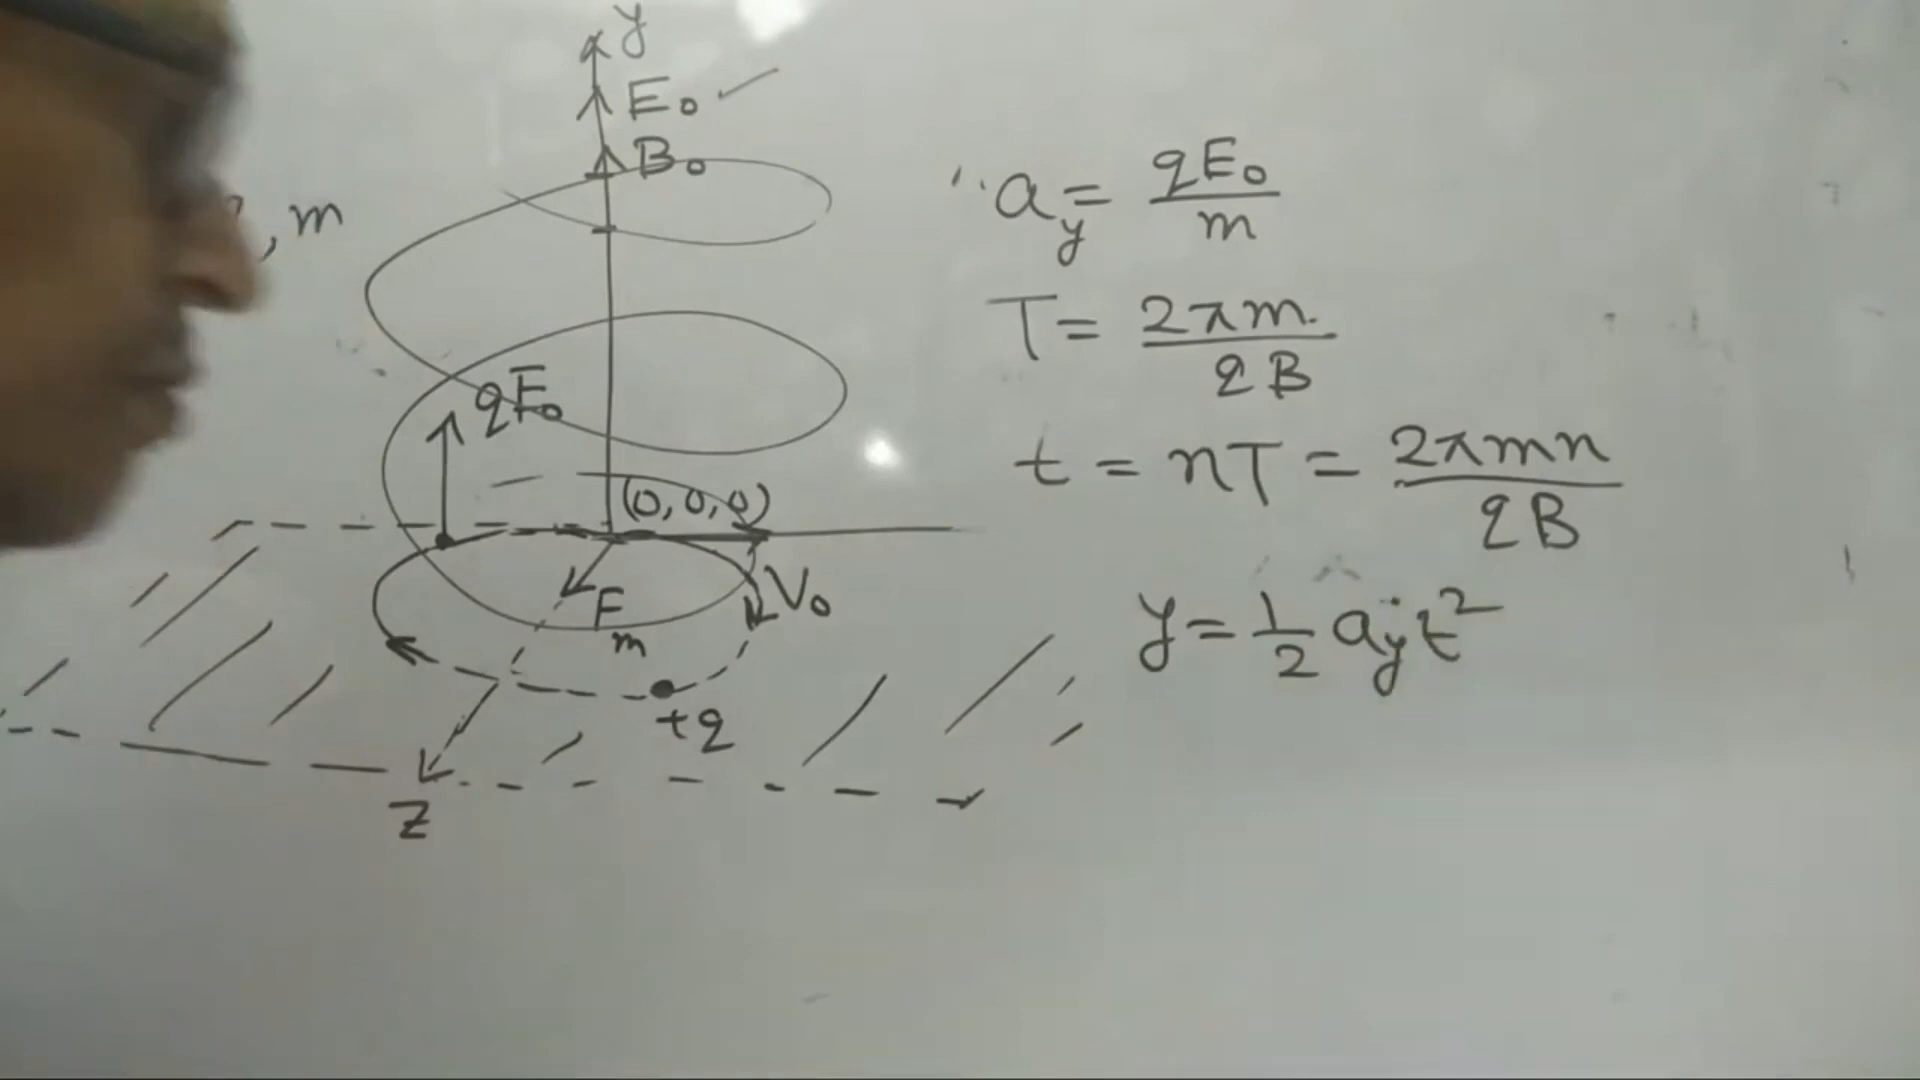 y
E₀ ✓
B₀
, m
qE₀
(0,0,0)
V₀
F
m
+q
Z
∴ a_y = qE₀/m
T = 2πm/qB
t = nT = 2πmn/qB
y = 1/2 a_y t²